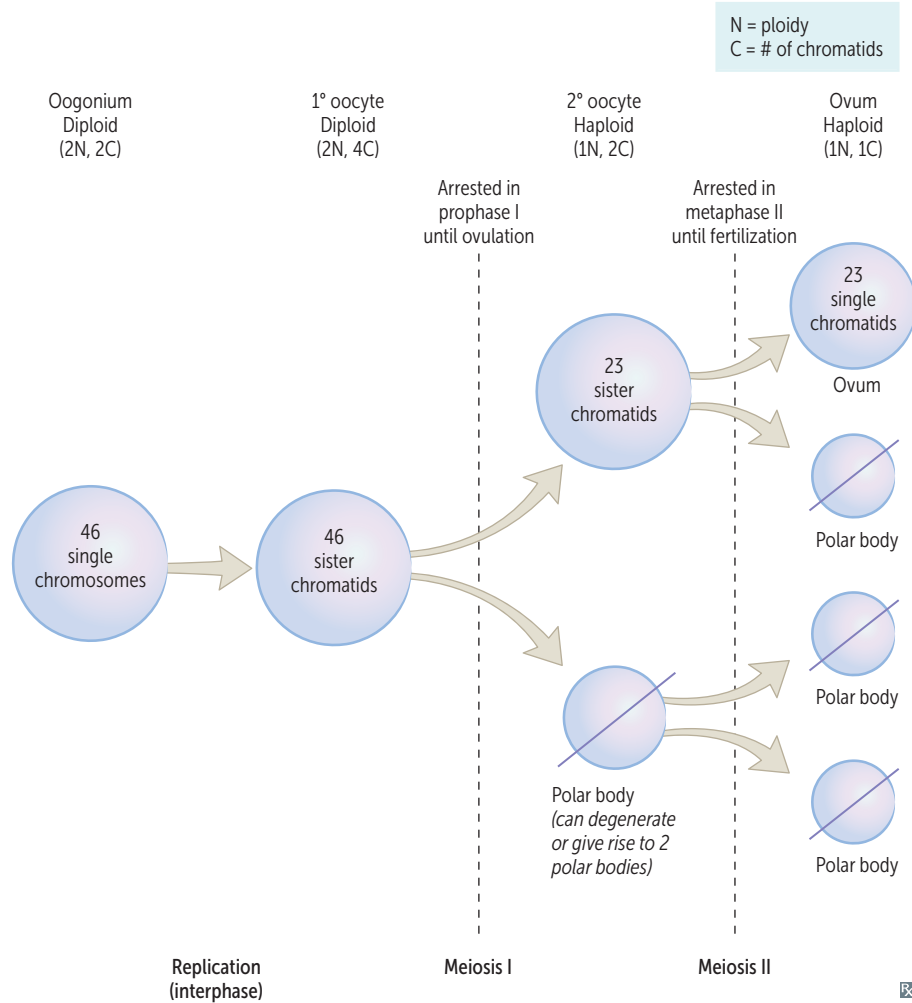 N = ploidy
C = # of chromatids
Oogonium
Diploid
(2N, 2C)
1° oocyte
Diploid
(2N, 4C)
2° oocyte
Haploid
(1N, 2C)
Ovum
Haploid
(1N, 1C)
Arrested in
prophase I
until ovulation
Arrested in
metaphase II
until fertilization
46
single
chromosomes
46
sister
chromatids
23
sister
chromatids
23
single
chromatids
Ovum
Polar body
Polar body
Polar body
(can degenerate
or give rise to 2
polar bodies)
Polar body
Replication
(interphase)
Meiosis I
Meiosis II
Rx